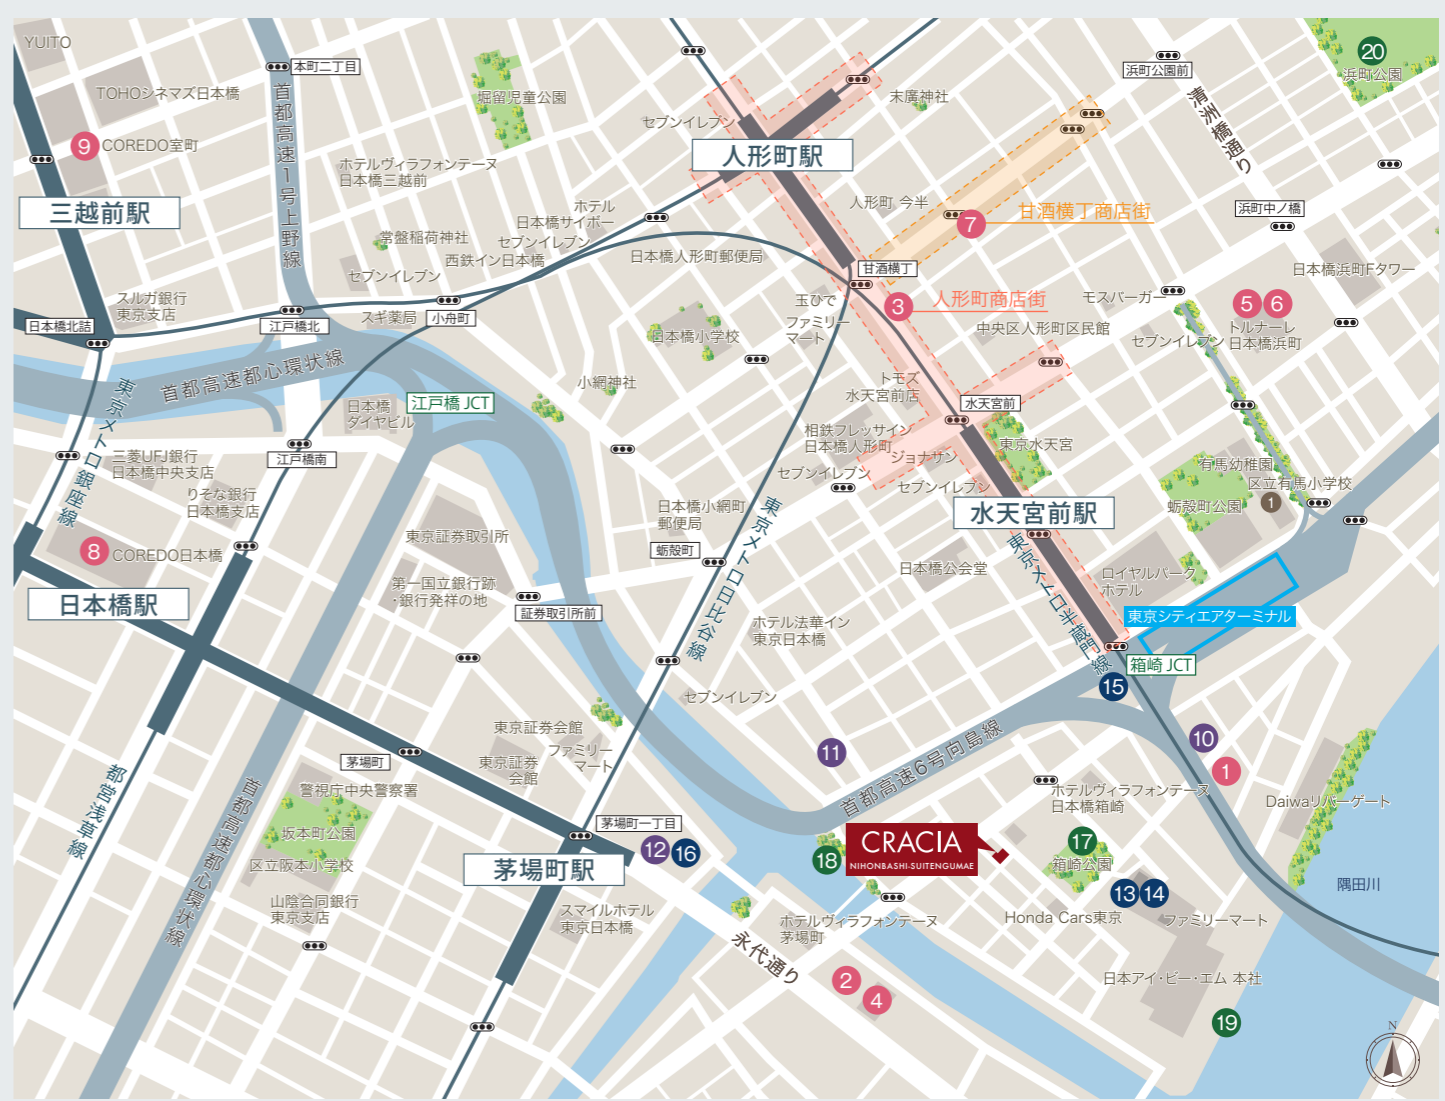 YUITO
TOHOシネマズ日本橋
9
COREDO室町
三越前駅
本町二丁目
首都高速1号上野線
堀留児童公園
セブンイレブン
人形町駅
末廣神社
浜町公園前
清洲橋通り
20
浜町公園
ホテルヴィラフォンテーヌ
日本橋三越前
ホテル
日本橋サイボー
セブンイレブン
常盤稲荷神社
西鉄イン日本橋
セブンイレブン
日本橋人形町郵便局
人形町 今半
7
甘酒横丁商店街
浜町中ノ橋
日本橋浜町Fタワー
甘酒横丁
スルガ銀行
東京支店
日本橋北詰
江戸橋北
スギ薬局
小舟町
玉ひで
ファミリー
マート
3
人形町商店街
モスバーガー
5
6
トルナーレ
日本橋浜町
中央区人形町区民館
セブンイレブン
日本橋小学校
首都高速都心環状線
東京メトロ銀座線
小網神社
トモズ
水天宮前店
水天宮前
日本橋
ダイヤビル
江戸橋 JCT
相鉄フレッサイン
日本橋人形町
ジョナサン
東京水天宮
江戸橋南
三菱UFJ銀行
日本橋中央支店
りそな銀行
日本橋支店
セブンイレブン
セブンイレブン
有馬幼稚園
区立有馬小学校
1
蛎殻町公園
水天宮前駅
日本橋小網町
郵便局
東京メトロ日比谷線
東京証券取引所
8
COREDO日本橋
蛎殻町
東京メトロ半蔵門線
日本橋公会堂
ロイヤルパーク
ホテル
第一国立銀行跡
・銀行発祥の地
日本橋駅
証券取引所前
ホテル法華イン
東京日本橋
東京シティエアターミナル
箱崎 JCT
15
セブンイレブン
東京証券会館
東京証券
会館
ファミリー
マート
11
首都高速6号向島線
10
1
茅場町
都営浅草線
首都高速都心環状線
警視庁中央警察署
坂本町公園
区立阪本小学校
ホテルヴィラフォンテーヌ
日本橋箱崎
Daiwaリバーゲート
茅場町一丁目
12
16
茅場町駅
18
CRACIA
NIHONBASHI-SUITENGUMAE
17
箱崎公園
隅田川
山陰合同銀行
東京支店
スマイルホテル
東京日本橋
13
14
Honda Cars東京
ファミリーマート
ホテルヴィラフォンテーヌ
茅場町
永代通り
2
4
日本アイ・ビー・エム 本社
19
N